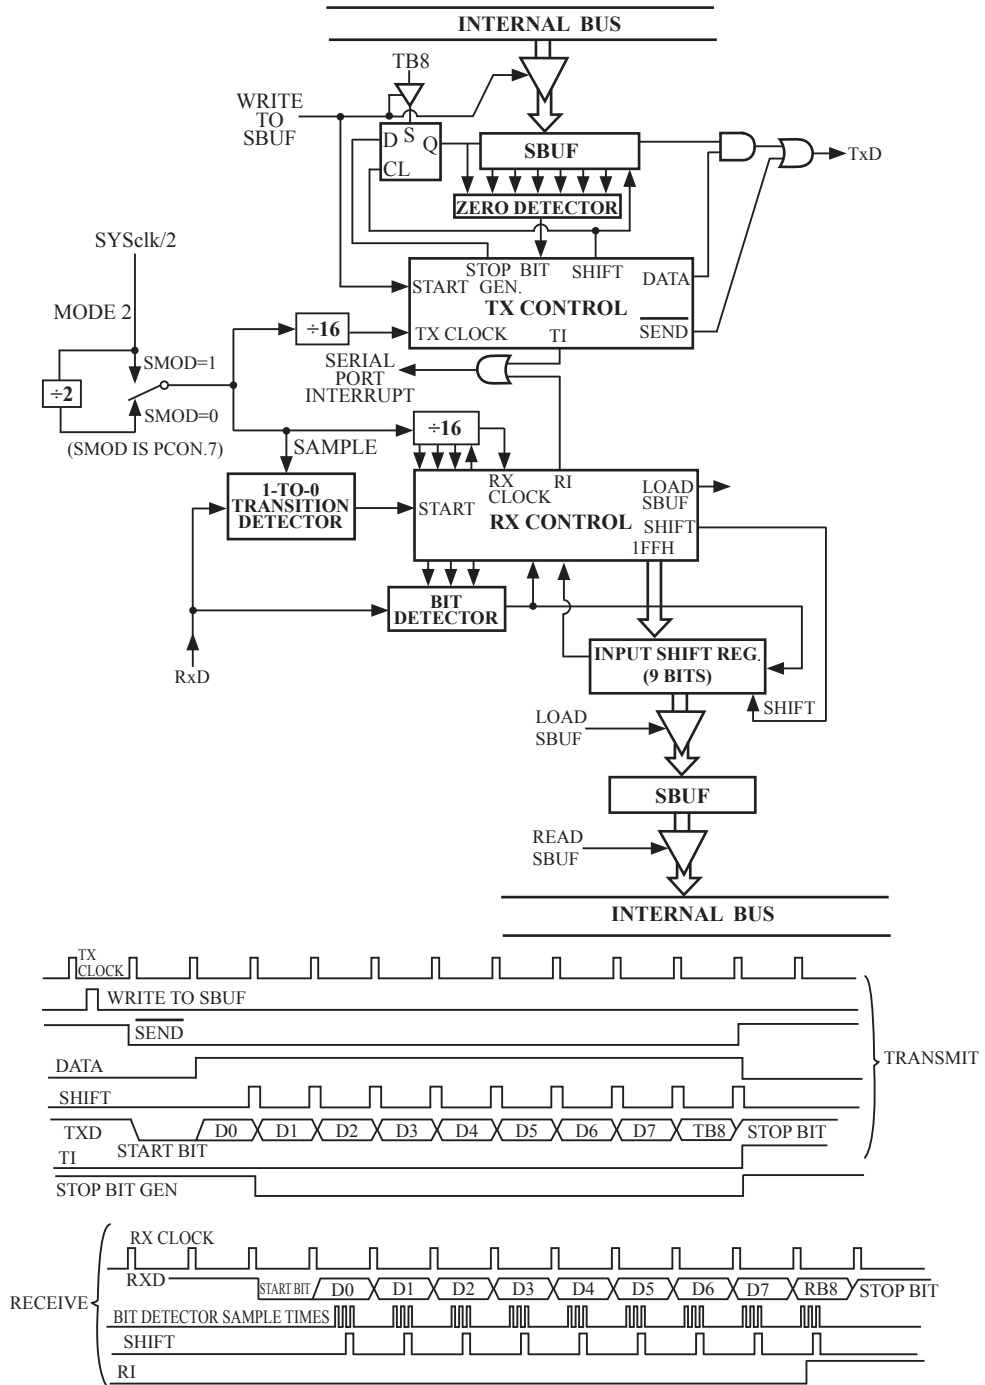 INTERNAL BUS
TB8
WRITE
TO
SBUF
D S Q
CL
SBUF
TxD
ZERO DETECTOR
SYSclk/2
STOP BIT
GEN.
SHIFT
DATA
START
TX CONTROL
MODE 2
÷16
TX CLOCK
TI
SEND
SMOD=1
SERIAL
PORT
INTERRUPT
÷2
SMOD=0
(SMOD IS PCON.7)
SAMPLE
÷16
1-TO-0
TRANSITION
DETECTOR
START
RX
CLOCK
RI
LOAD
SBUF
RX CONTROL
SHIFT
1FFH
BIT
DETECTOR
RxD
INPUT SHIFT REG.
(9 BITS)
SHIFT
LOAD
SBUF
SBUF
READ
SBUF
INTERNAL BUS
TX
CLOCK
WRITE TO SBUF
SEND
DATA
TRANSMIT
SHIFT
TXD
START BIT
D0 D1 D2 D3 D4 D5 D6 D7 TB8 STOP BIT
TI
STOP BIT GEN
RX CLOCK
RXD
START BIT D0 D1 D2 D3 D4 D5 D6 D7 RB8 STOP BIT
RECEIVE
BIT DETECTOR SAMPLE TIMES
SHIFT
RI